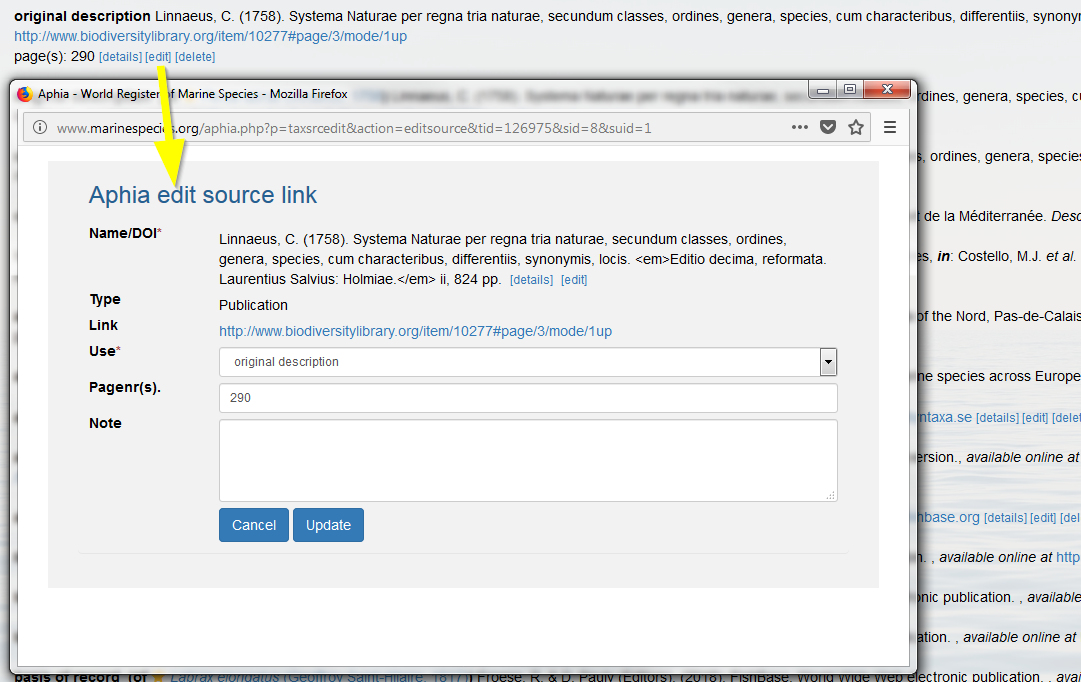 original description Linnaeus, C. (1758). Systema Naturae per regna tria naturae, secundum classes, ordines, genera, species, cum characteribus, differentiis, synonym
http://www.biodiversitylibrary.org/item/10277#page/3/mode/1up
page(s): 290 [details] [edit] [delete]
Aphia - World Register of Marine Species - Mozilla Firefox
rdines, genera, species, cu
www.marinespecies.org/aphia.php?p=taxsrcedit&action=editsource&tid=126975&sid=8&suid=1
s, ordines, genera, species
Aphia edit source link
t de la Méditerranée. Desc
Name/DOI*
Linnaeus, C. (1758). Systema Naturae per regna tria naturae, secundum classes, ordines,
genera, species, cum characteribus, differentiis, synonymis, locis. <em>Editio decima, reformata.
Laurentius Salvius: Holmiae.</em> ii, 824 pp. [details] [edit]
es, in: Costello, M.J. et al.
Type
Publication
of the Nord, Pas-de-Calais
Link
http://www.biodiversitylibrary.org/item/10277#page/3/mode/1up
Use*
original description
ne species across Europe
Pagenr(s).
290
ntaxa.se [details] [edit] [delet
Note
ersion., available online at
Cancel
Update
nbase.org [details] [edit] [del
n. , available online at http
onic publication. , available
ation. , available online at
basis of record (of Labrax elongatus (Geoffroy Saint-Hilaire, 1817)) Froese, R. & D. Pauly (Editors). (2018). FishBase. World Wide Web electronic publication. , avai